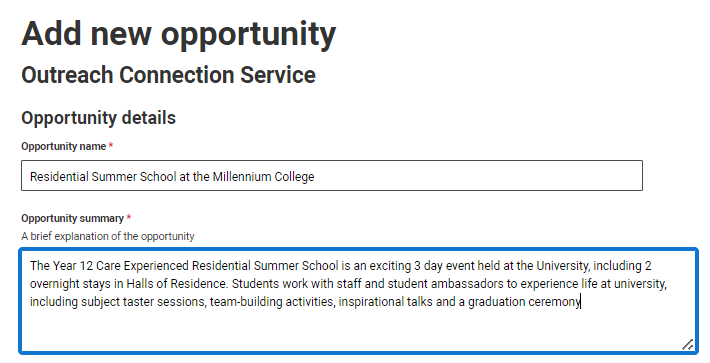 Add new opportunity
Outreach Connection Service
Opportunity details
Opportunity name *
Residential Summer School at the Millennium College
Opportunity summary *
A brief explanation of the opportunity
The Year 12 Care Experienced Residential Summer School is an exciting 3 day event held at the University, including 2
overnight stays in Halls of Residence. Students work with staff and student ambassadors to experience life at university,
including subject taster sessions, team-building activities, inspirational talks and a graduation ceremony